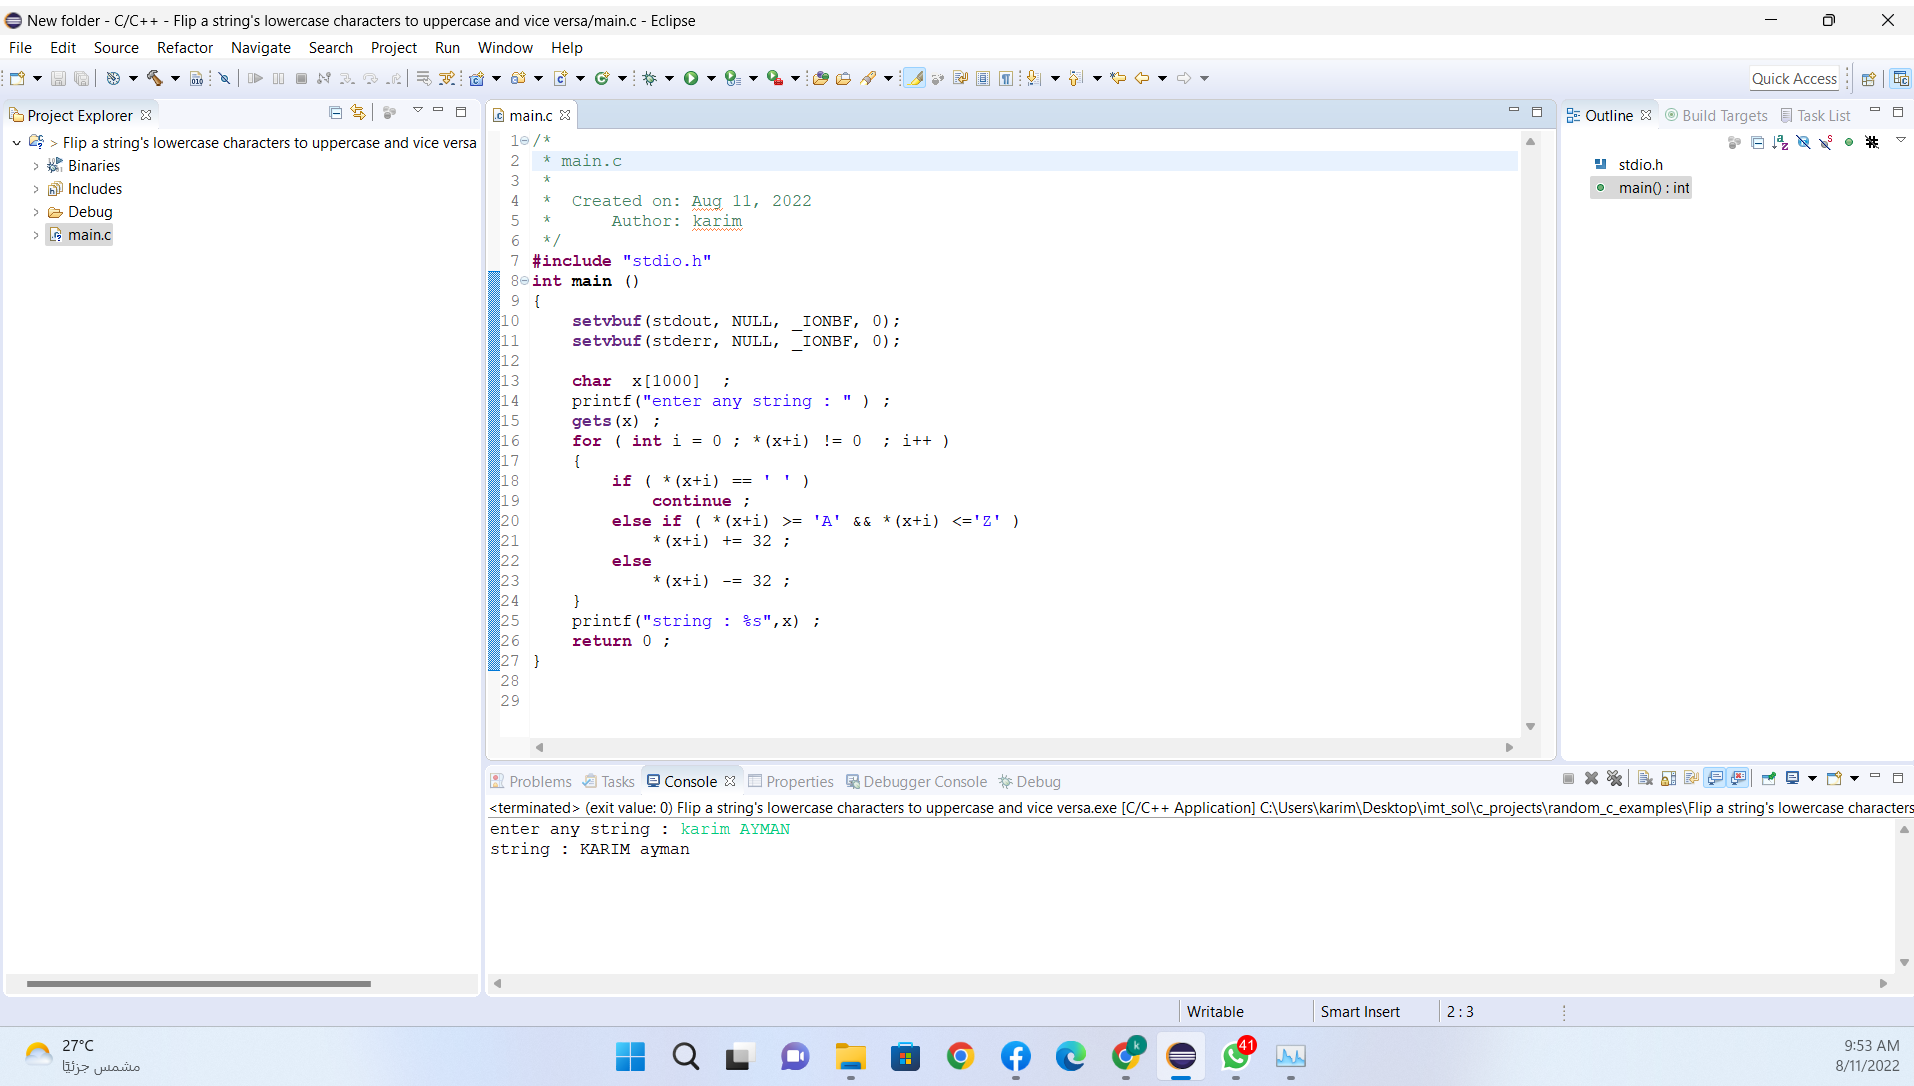 New folder - C/C++ - Flip a string's lowercase characters to uppercase and vice versa/main.c - Eclipse
File Edit Source Refactor Navigate Search Project Run Window Help
Quick Access
Project Explorer
> Flip a string's lowercase characters to uppercase and vice versa
Binaries
Includes
Debug
main.c
main.c
1 /*
2  * main.c
3  *
4  *  Created on: Aug 11, 2022
5  *      Author: karim
6  */
7 #include "stdio.h"
8 int main ()
9 {
10     setvbuf(stdout, NULL, _IONBF, 0);
11     setvbuf(stderr, NULL, _IONBF, 0);
12
13     char  x[1000]  ;
14     printf("enter any string : " ) ;
15     gets(x) ;
16     for ( int i = 0 ; *(x+i) != 0  ; i++ )
17     {
18         if ( *(x+i) == ' ' )
19             continue ;
20         else if ( *(x+i) >= 'A' && *(x+i) <='Z' )
21             *(x+i) += 32 ;
22         else
23             *(x+i) -= 32 ;
24     }
25     printf("string : %s",x) ;
26     return 0 ;
27 }
28
29
Outline Build Targets Task List
stdio.h
main() : int
Problems Tasks Console Properties Debugger Console Debug
<terminated> (exit value: 0) Flip a string's lowercase characters to uppercase and vice versa.exe [C/C++ Application] C:\Users\karim\Desktop\imt_sol\c_projects\random_c_examples\Flip a string's lowercase characters
enter any string : karim AYMAN
string : KARIM ayman
Writable Smart Insert 2 : 3
27°C
مشمس جزئيًا
k
41
9:53 AM
8/11/2022